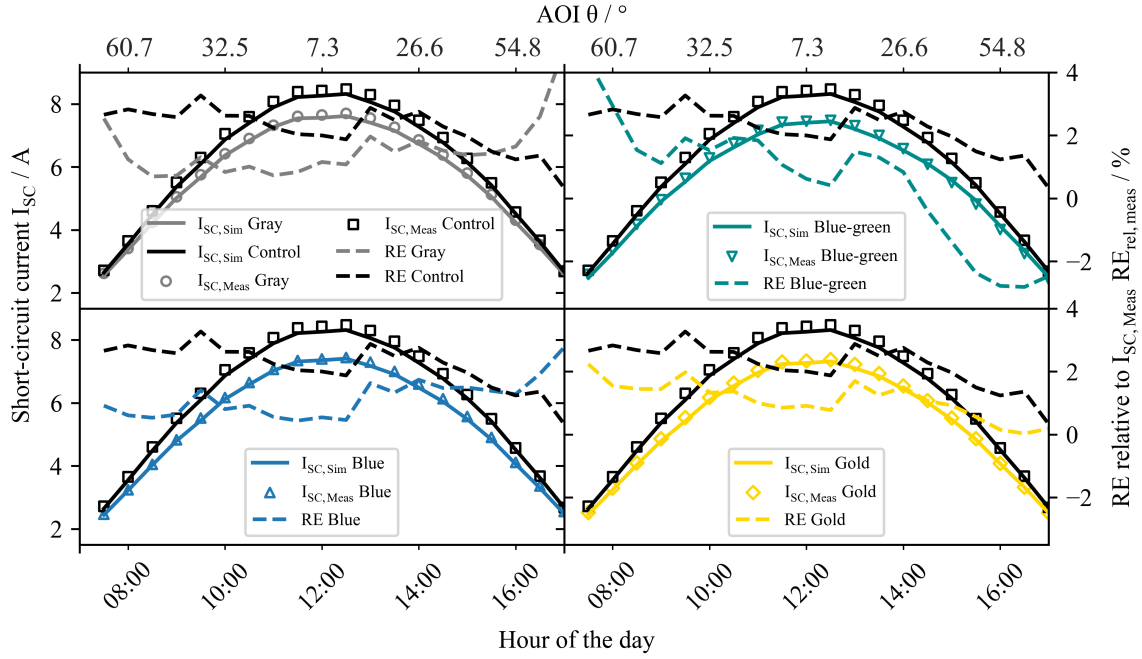 AOI θ / °
60.7 32.5 7.3 26.6 54.8 60.7 32.5 7.3 26.6 54.8
Short-circuit current I_SC / A
8
6
4
2
I_SC, Sim Gray
I_SC, Sim Control
I_SC, Meas Gray
I_SC, Meas Control
RE Gray
RE Control
I_SC, Sim Blue-green
I_SC, Meas Blue-green
RE Blue-green
4
2
0
−2
RE relative to I_SC, Meas RE_rel, meas / %
8
6
4
2
I_SC, Sim Blue
I_SC, Meas Blue
RE Blue
I_SC, Sim Gold
I_SC, Meas Gold
RE Gold
4
2
0
−2
08:00 10:00 12:00 14:00 16:00 08:00 10:00 12:00 14:00 16:00
Hour of the day